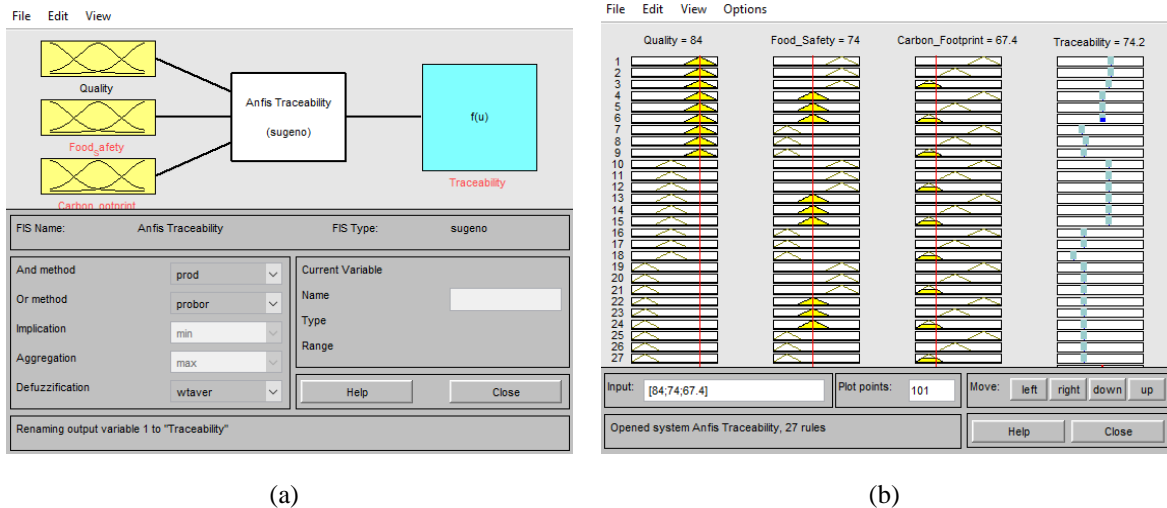 File Edit View
Quality
Food_Safety
Carbon_ootprint
Anfis Traceability
(sugeno)
f(u)
Traceability
FIS Name: Anfis Traceability FIS Type: sugeno
And method prod
Or method probor
Implication min
Aggregation max
Defuzzification wtaver
Current Variable
Name
Type
Range
Help Close
Renaming output variable 1 to "Traceability"
(a)
File Edit View Options
Quality = 84 Food_Safety = 74 Carbon_Footprint = 67.4 Traceability = 74.2
1
2
3
4
5
6
7
8
9
10
11
12
13
14
15
16
17
18
19
20
21
22
23
24
25
26
27
Input: [84;74;67.4] Plot points: 101 Move: left right down up
Opened system Anfis Traceability, 27 rules
Help Close
(b)